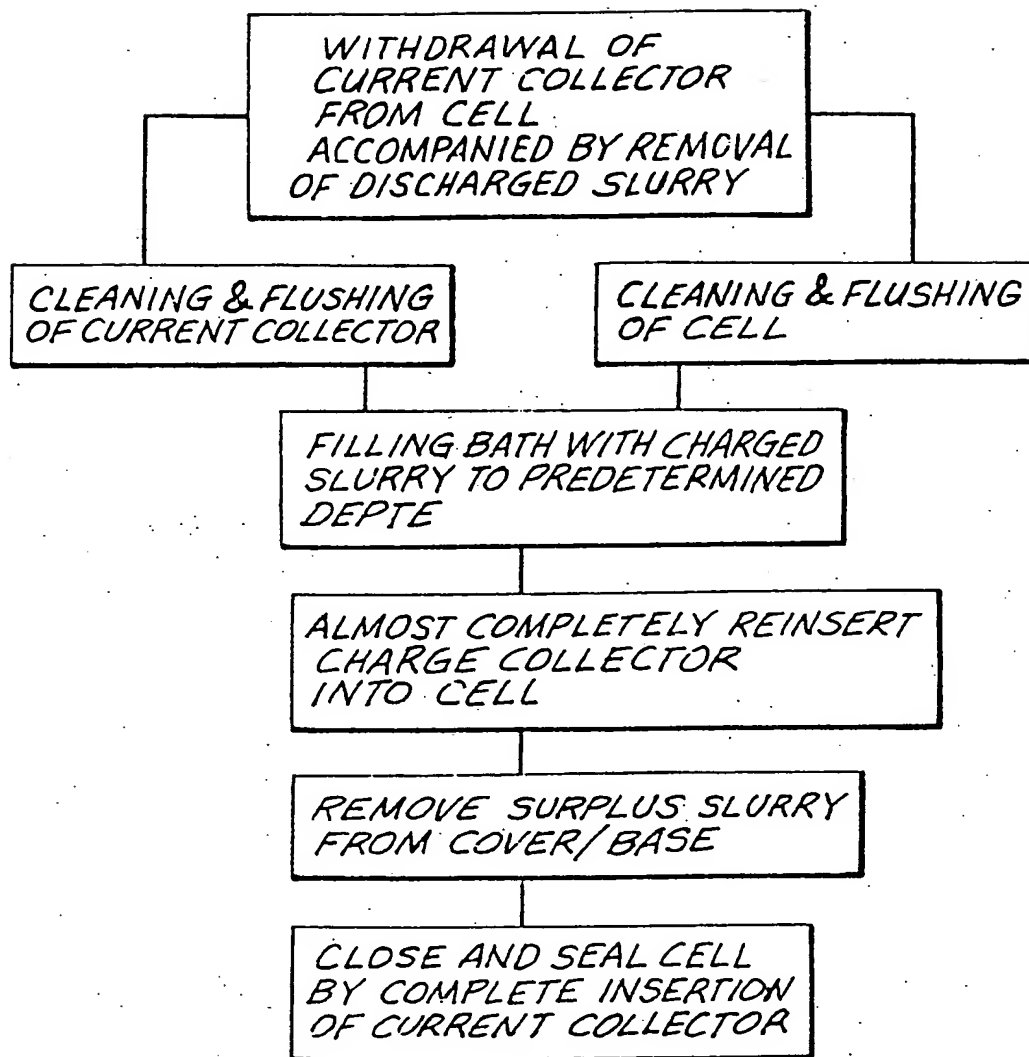 WITHDRAWAL OF
CURRENT COLLECTOR
FROM CELL
ACCOMPANIED BY REMOVAL
OF DISCHARGED SLURRY
CLEANING & FLUSHING
OF CURRENT COLLECTOR
CLEANING & FLUSHING
OF CELL
FILLING BATH WITH CHARGED
SLURRY TO PREDETERMINED
DEPTE
ALMOST COMPLETELY REINSERT
CHARGE COLLECTOR
INTO CELL
REMOVE SURPLUS SLURRY
FROM COVER/BASE
CLOSE AND SEAL CELL
BY COMPLETE INSERTION
OF CURRENT COLLECTOR